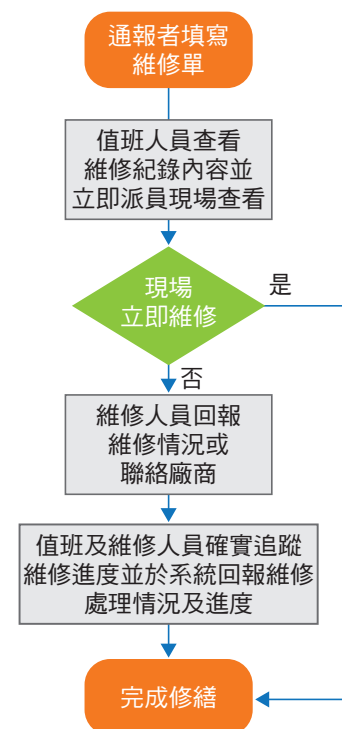 通報者填寫
維修單
值班人員查看
維修紀錄內容並
立即派員現場查看
現場
立即維修
是
否
維修人員回報
維修情況或
聯絡廠商
值班及維修人員確實追蹤
維修進度並於系統回報維修
處理情況及進度
完成修繕